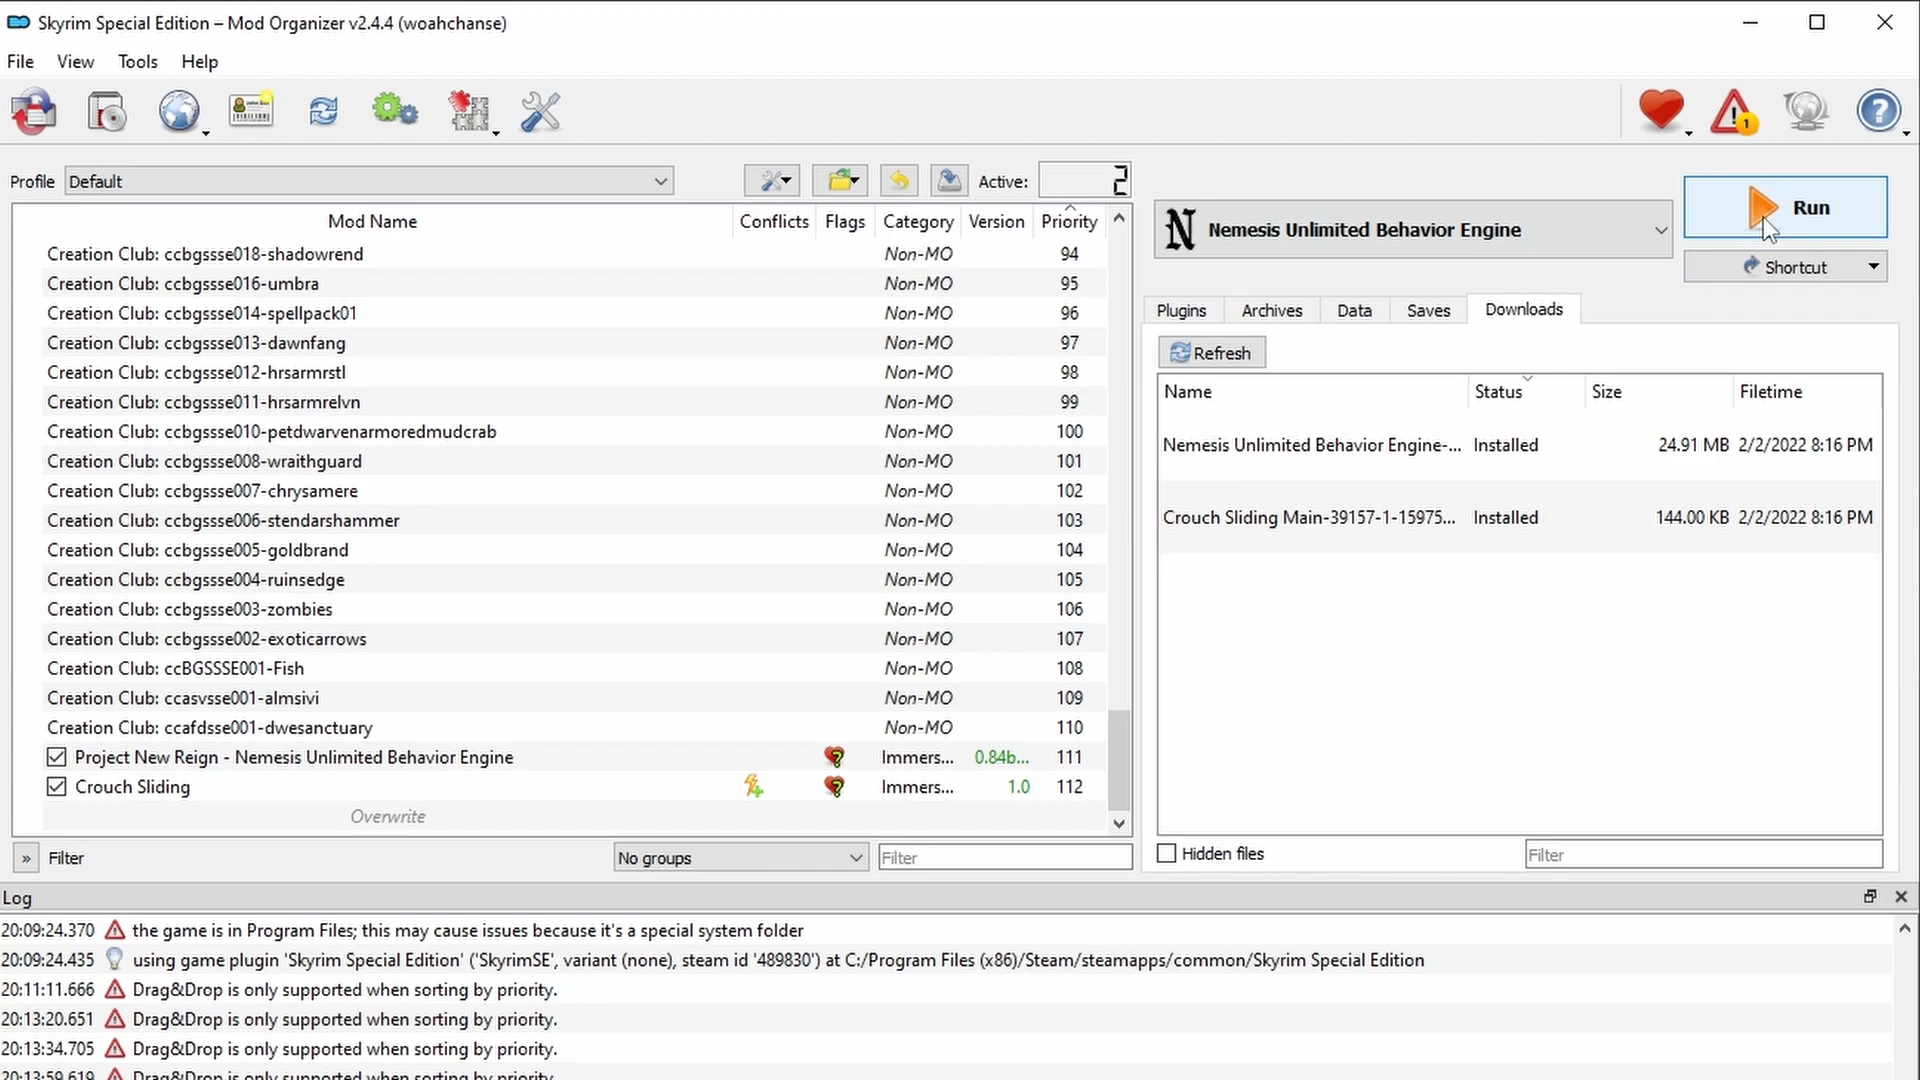 Skyrim Special Edition – Mod Organizer v2.4.4 (woahchanse)
File View Tools Help
1
Profile Default Active: 2
Mod Name Conflicts Flags Category Version Priority
Creation Club: ccbgssse018-shadowrend Non-MO 94
Creation Club: ccbgssse016-umbra Non-MO 95
Creation Club: ccbgssse014-spellpack01 Non-MO 96
Creation Club: ccbgssse013-dawnfang Non-MO 97
Creation Club: ccbgssse012-hrsarmrstl Non-MO 98
Creation Club: ccbgssse011-hrsarmrelvn Non-MO 99
Creation Club: ccbgssse010-petdwarvenarmoredmudcrab Non-MO 100
Creation Club: ccbgssse008-wraithguard Non-MO 101
Creation Club: ccbgssse007-chrysamere Non-MO 102
Creation Club: ccbgssse006-stendarshammer Non-MO 103
Creation Club: ccbgssse005-goldbrand Non-MO 104
Creation Club: ccbgssse004-ruinsedge Non-MO 105
Creation Club: ccbgssse003-zombies Non-MO 106
Creation Club: ccbgssse002-exoticarrows Non-MO 107
Creation Club: ccBGSSSE001-Fish Non-MO 108
Creation Club: ccasvsse001-almsivi Non-MO 109
Creation Club: ccafdsse001-dwesanctuary Non-MO 110
Project New Reign - Nemesis Unlimited Behavior Engine Immers... 0.84b... 111
Crouch Sliding Immers... 1.0 112
Overwrite
» Filter No groups Filter
N Nemesis Unlimited Behavior Engine
Run
Shortcut
Plugins Archives Data Saves Downloads
Refresh
Name Status Size Filetime
Nemesis Unlimited Behavior Engine-... Installed 24.91 MB 2/2/2022 8:16 PM
Crouch Sliding Main-39157-1-15975... Installed 144.00 KB 2/2/2022 8:16 PM
Hidden files Filter
Log
20:09:24.370 the game is in Program Files; this may cause issues because it's a special system folder
20:09:24.435 using game plugin 'Skyrim Special Edition' ('SkyrimSE', variant (none), steam id '489830') at C:/Program Files (x86)/Steam/steamapps/common/Skyrim Special Edition
20:11:11.666 Drag&Drop is only supported when sorting by priority.
20:13:20.651 Drag&Drop is only supported when sorting by priority.
20:13:34.705 Drag&Drop is only supported when sorting by priority.
20:13:59.619 Drag&Drop is only supported when sorting by priority.